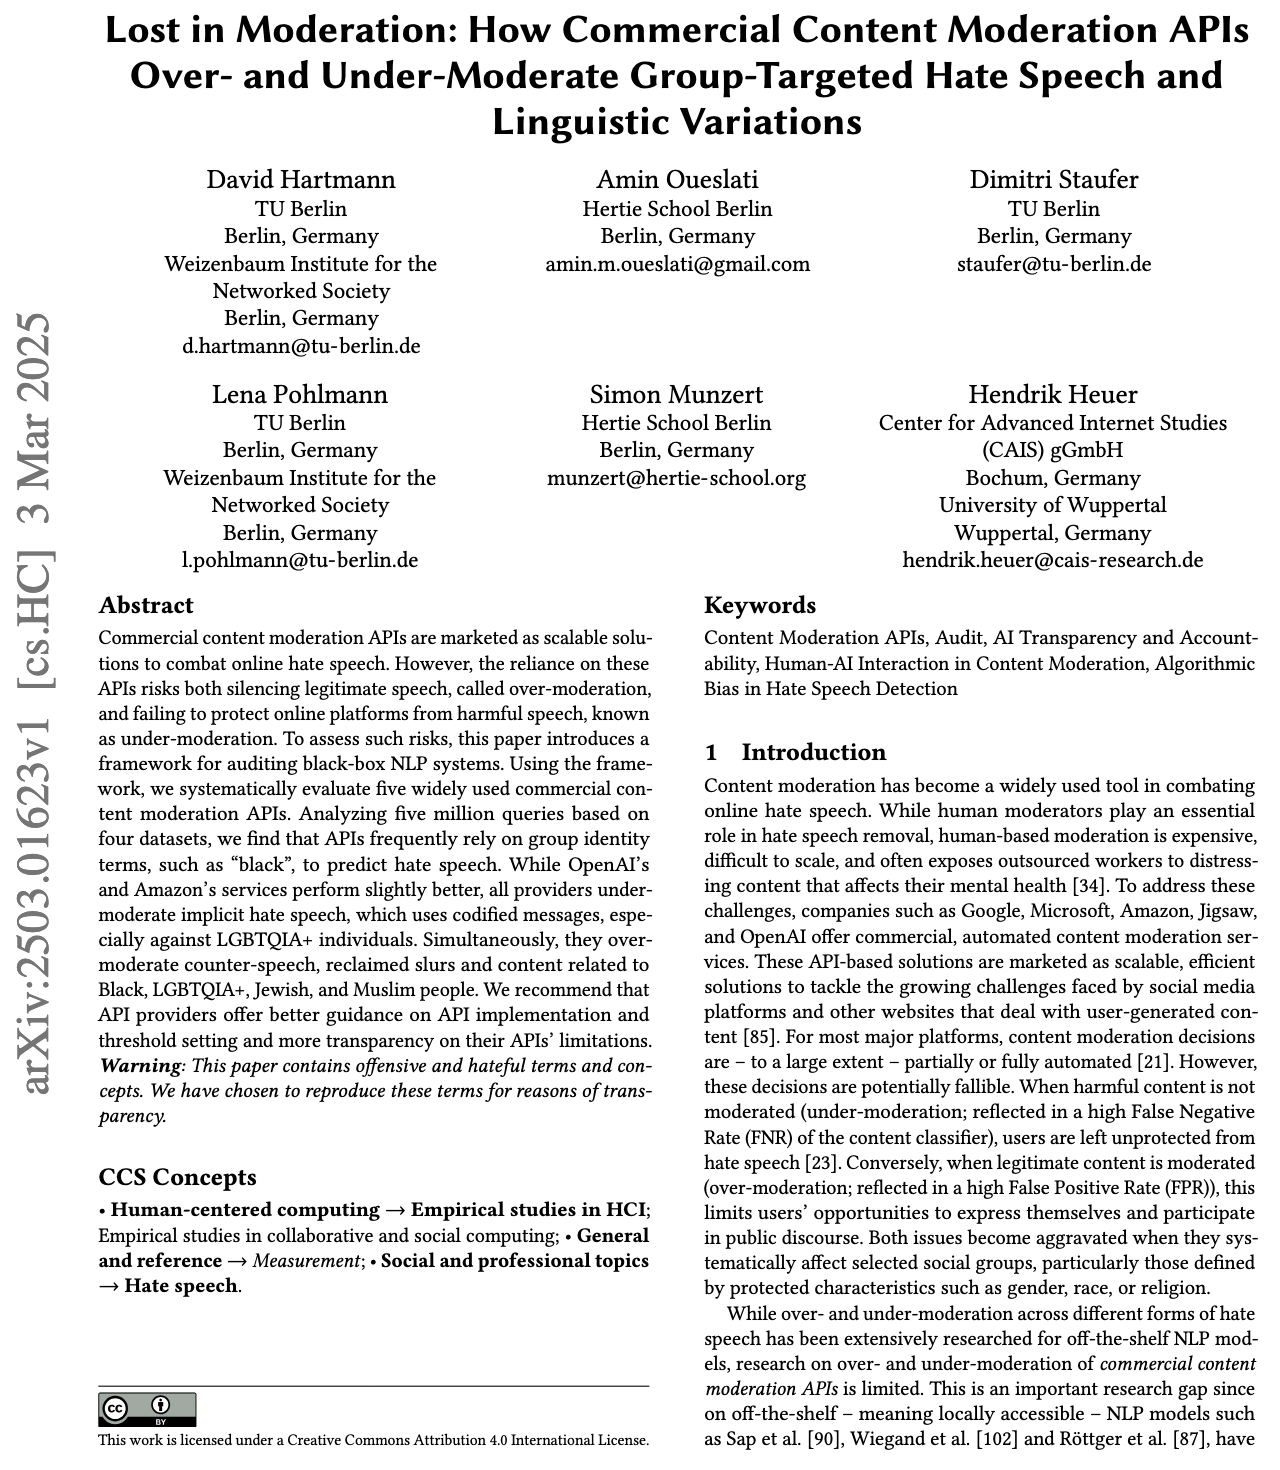 Lost in Moderation: How Commercial Content Moderation APIs
Over- and Under-Moderate Group-Targeted Hate Speech and
Linguistic Variations
David Hartmann
TU Berlin
Berlin, Germany
Weizenbaum Institute for the
Networked Society
Berlin, Germany
d.hartmann@tu-berlin.de
Amin Oueslati
Hertie School Berlin
Berlin, Germany
amin.m.oueslati@gmail.com
Dimitri Staufer
TU Berlin
Berlin, Germany
staufer@tu-berlin.de
Lena Pohlmann
TU Berlin
Berlin, Germany
Weizenbaum Institute for the
Networked Society
Berlin, Germany
l.pohlmann@tu-berlin.de
Simon Munzert
Hertie School Berlin
Berlin, Germany
munzert@hertie-school.org
Hendrik Heuer
Center for Advanced Internet Studies
(CAIS) gGmbH
Bochum, Germany
University of Wuppertal
Wuppertal, Germany
hendrik.heuer@cais-research.de
arXiv:2503.01623v1 [cs.HC] 3 Mar 2025
Abstract
Commercial content moderation APIs are marketed as scalable solu-
tions to combat online hate speech. However, the reliance on these
APIs risks both silencing legitimate speech, called over-moderation,
and failing to protect online platforms from harmful speech, known
as under-moderation. To assess such risks, this paper introduces a
framework for auditing black-box NLP systems. Using the frame-
work, we systematically evaluate five widely used commercial con-
tent moderation APIs. Analyzing five million queries based on
four datasets, we find that APIs frequently rely on group identity
terms, such as “black”, to predict hate speech. While OpenAI’s
and Amazon’s services perform slightly better, all providers under-
moderate implicit hate speech, which uses codified messages, espe-
cially against LGBTQIA+ individuals. Simultaneously, they over-
moderate counter-speech, reclaimed slurs and content related to
Black, LGBTQIA+, Jewish, and Muslim people. We recommend that
API providers offer better guidance on API implementation and
threshold setting and more transparency on their APIs’ limitations.
Warning: This paper contains offensive and hateful terms and con-
cepts. We have chosen to reproduce these terms for reasons of trans-
parency.
CCS Concepts
• Human-centered computing → Empirical studies in HCI;
Empirical studies in collaborative and social computing; • General
and reference → Measurement; • Social and professional topics
→ Hate speech.
CC BY
This work is licensed under a Creative Commons Attribution 4.0 International License.
Keywords
Content Moderation APIs, Audit, AI Transparency and Account-
ability, Human-AI Interaction in Content Moderation, Algorithmic
Bias in Hate Speech Detection
1 Introduction
Content moderation has become a widely used tool in combating
online hate speech. While human moderators play an essential
role in hate speech removal, human-based moderation is expensive,
difficult to scale, and often exposes outsourced workers to distress-
ing content that affects their mental health [34]. To address these
challenges, companies such as Google, Microsoft, Amazon, Jigsaw,
and OpenAI offer commercial, automated content moderation ser-
vices. These API-based solutions are marketed as scalable, efficient
solutions to tackle the growing challenges faced by social media
platforms and other websites that deal with user-generated con-
tent [85]. For most major platforms, content moderation decisions
are – to a large extent – partially or fully automated [21]. However,
these decisions are potentially fallible. When harmful content is not
moderated (under-moderation; reflected in a high False Negative
Rate (FNR) of the content classifier), users are left unprotected from
hate speech [23]. Conversely, when legitimate content is moderated
(over-moderation; reflected in a high False Positive Rate (FPR)), this
limits users’ opportunities to express themselves and participate
in public discourse. Both issues become aggravated when they sys-
tematically affect selected social groups, particularly those defined
by protected characteristics such as gender, race, or religion.
While over- and under-moderation across different forms of hate
speech has been extensively researched for off-the-shelf NLP mod-
els, research on over- and under-moderation of commercial content
moderation APIs is limited. This is an important research gap since
on off-the-shelf – meaning locally accessible – NLP models such
as Sap et al. [90], Wiegand et al. [102] and Röttger et al. [87], have